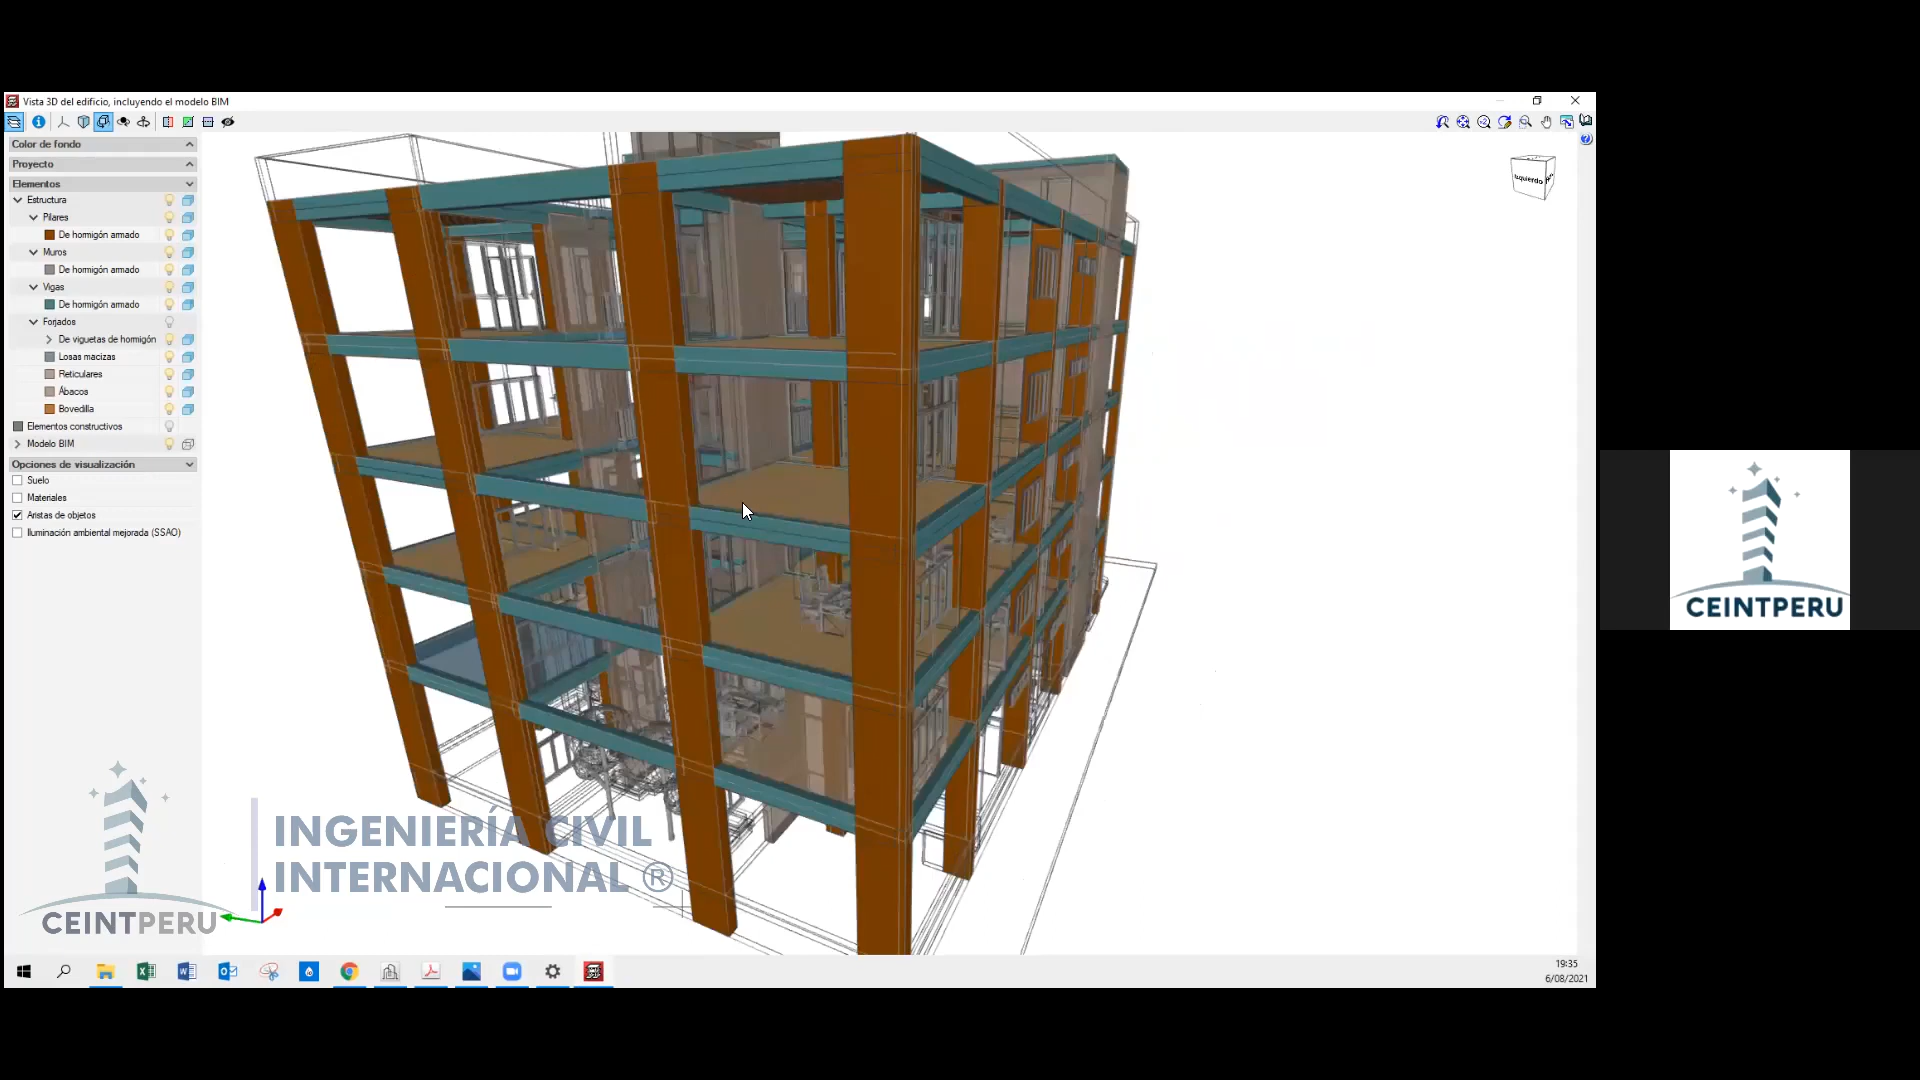 Vista 3D del edificio, incluyendo el modelo BIM
Color de fondo
Proyecto
Elementos
Estructura
Pilares
De hormigón armado
Muros
De hormigón armado
Vigas
De hormigón armado
Forjados
De viguetas de hormigón
Losas macizas
Reticulares
Ábacos
Bovedilla
Elementos constructivos
Modelo BIM
Opciones de visualización
Suelo
Materiales
Aristas de objetos
Iluminación ambiental mejorada (SSAO)
Izquierdo
CEINTPERU
INGENIERÍA CIVIL
INTERNACIONAL ®
CEINTPERU
19:35
6/08/2021